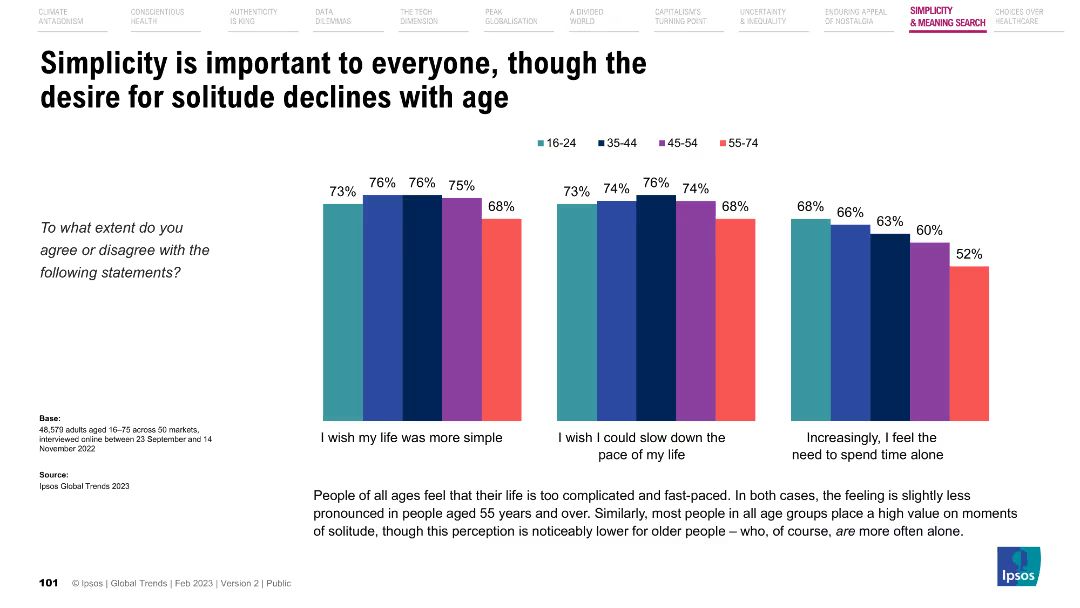 CLIMATE
ANTAGONISM
CONSCIENTIOUS
HEALTH
AUTHENTICITY
IS KING
DATA
DILEMMAS
THE TECH
DIMENSION
PEAK
GLOBALISATION
A DIVIDED
WORLD
CAPITALISM'S
TURNING POINT
UNCERTAINTY
& INEQUALITY
ENDURING APPEAL
OF NOSTALGIA
SIMPLICITY
& MEANING SEARCH
CHOICES OVER
HEALTHCARE
Simplicity is important to everyone, though the
desire for solitude declines with age
16-24 35-44 45-54 55-74
To what extent do you
agree or disagree with the
following statements?
73% 76% 76% 75% 68%
I wish my life was more simple
73% 74% 76% 74% 68%
I wish I could slow down the
pace of my life
68% 66% 63% 60% 52%
Increasingly, I feel the
need to spend time alone
Base:
48,579 adults aged 16–75 across 50 markets,
interviewed online between 23 September and 14
November 2022
Source:
Ipsos Global Trends 2023
People of all ages feel that their life is too complicated and fast-paced. In both cases, the feeling is slightly less
pronounced in people aged 55 years and over. Similarly, most people in all age groups place a high value on moments
of solitude, though this perception is noticeably lower for older people – who, of course, are more often alone.
101 © Ipsos | Global Trends | Feb 2023 | Version 2 | Public
Ipsos